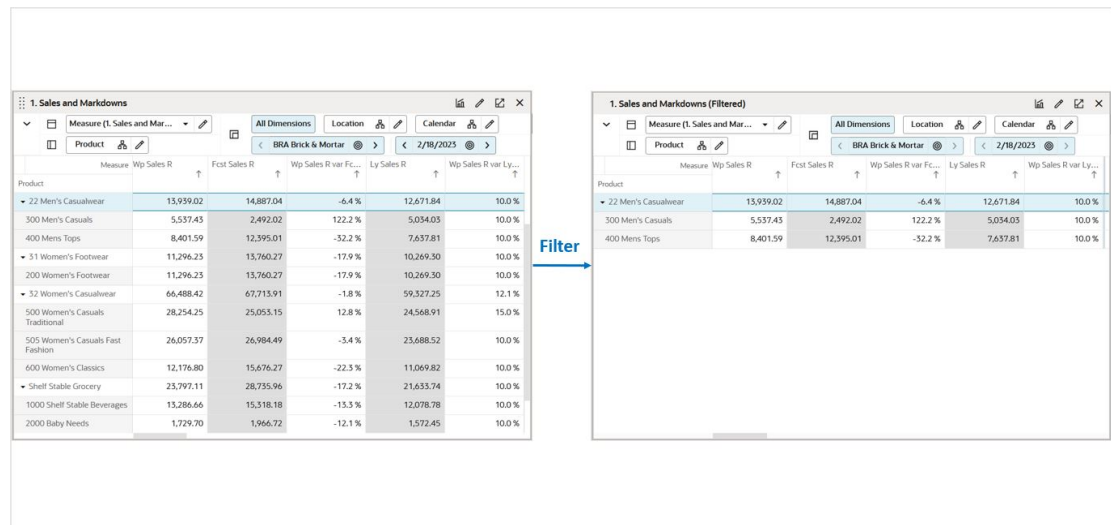 1. Sales and Markdowns
Measure (1. Sales and Mar...
All Dimensions Location Calendar
Product
BRA Brick & Mortar 2/18/2023
Measure Wp Sales R Fcst Sales R Wp Sales R var Fc... Ly Sales R Wp Sales R var Ly...
Product
22 Men's Casualwear 13,939.02 14,887.04 -6.4 % 12,671.84 10.0 %
300 Men's Casuals 5,537.43 2,492.02 122.2 % 5,034.03 10.0 %
400 Mens Tops 8,401.59 12,395.01 -32.2 % 7,637.81 10.0 %
31 Women's Footwear 11,296.23 13,760.27 -17.9 % 10,269.30 10.0 %
200 Women's Footwear 11,296.23 13,760.27 -17.9 % 10,269.30 10.0 %
32 Women's Casualwear 66,488.42 67,713.91 -1.8 % 59,327.25 12.1 %
500 Women's Casuals Traditional 28,254.25 25,053.15 12.8 % 24,568.91 15.0 %
505 Women's Casuals Fast Fashion 26,057.37 26,984.49 -3.4 % 23,688.52 10.0 %
600 Women's Classics 12,176.80 15,676.27 -22.3 % 11,069.82 10.0 %
Shelf Stable Grocery 23,797.11 28,735.96 -17.2 % 21,633.74 10.0 %
1000 Shelf Stable Beverages 13,286.66 15,318.18 -13.3 % 12,078.78 10.0 %
2000 Baby Needs 1,729.70 1,966.72 -12.1 % 1,572.45 10.0 %
Filter
1. Sales and Markdowns (Filtered)
Measure (1. Sales and Mar...
All Dimensions Location Calendar
Product
BRA Brick & Mortar 2/18/2023
Measure Wp Sales R Fcst Sales R Wp Sales R var Fc... Ly Sales R Wp Sales R var Ly...
Product
22 Men's Casualwear 13,939.02 14,887.04 -6.4 % 12,671.84 10.0 %
300 Men's Casuals 5,537.43 2,492.02 122.2 % 5,034.03 10.0 %
400 Mens Tops 8,401.59 12,395.01 -32.2 % 7,637.81 10.0 %